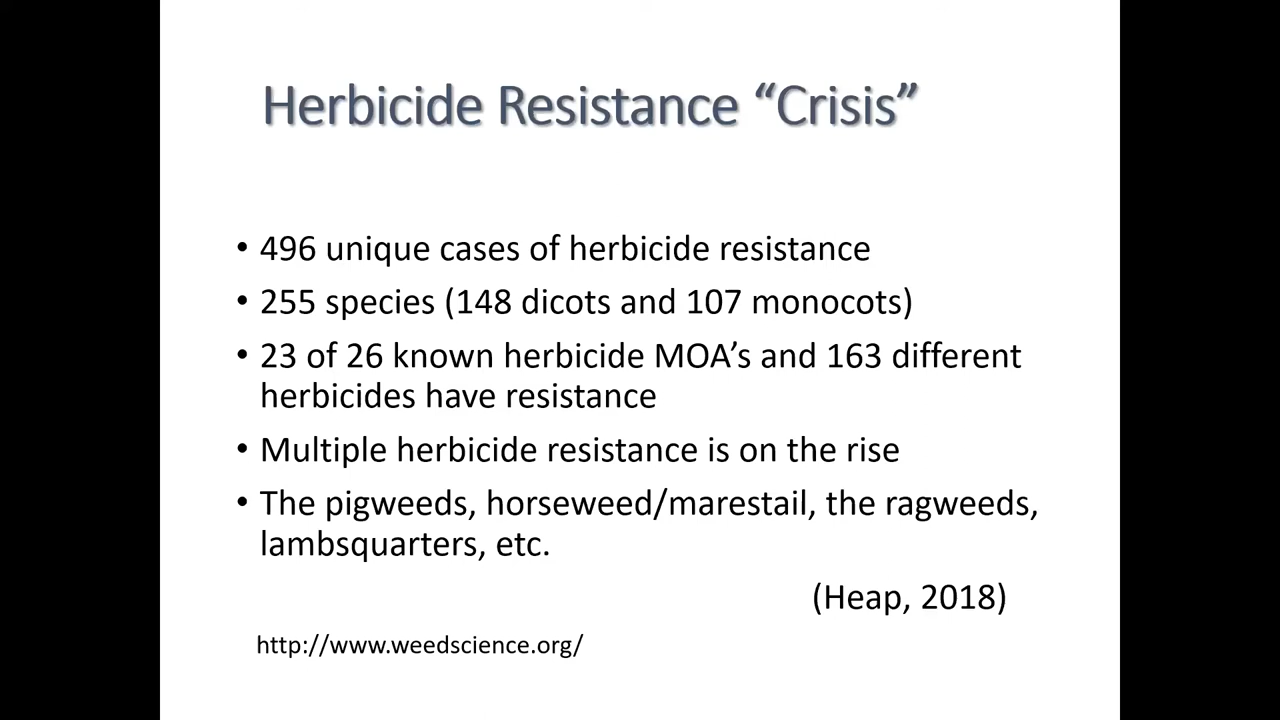 Herbicide Resistance “Crisis”
• 496 unique cases of herbicide resistance
• 255 species (148 dicots and 107 monocots)
• 23 of 26 known herbicide MOA’s and 163 different
herbicides have resistance
• Multiple herbicide resistance is on the rise
• The pigweeds, horseweed/marestail, the ragweeds,
lambsquarters, etc.
(Heap, 2018)
http://www.weedscience.org/